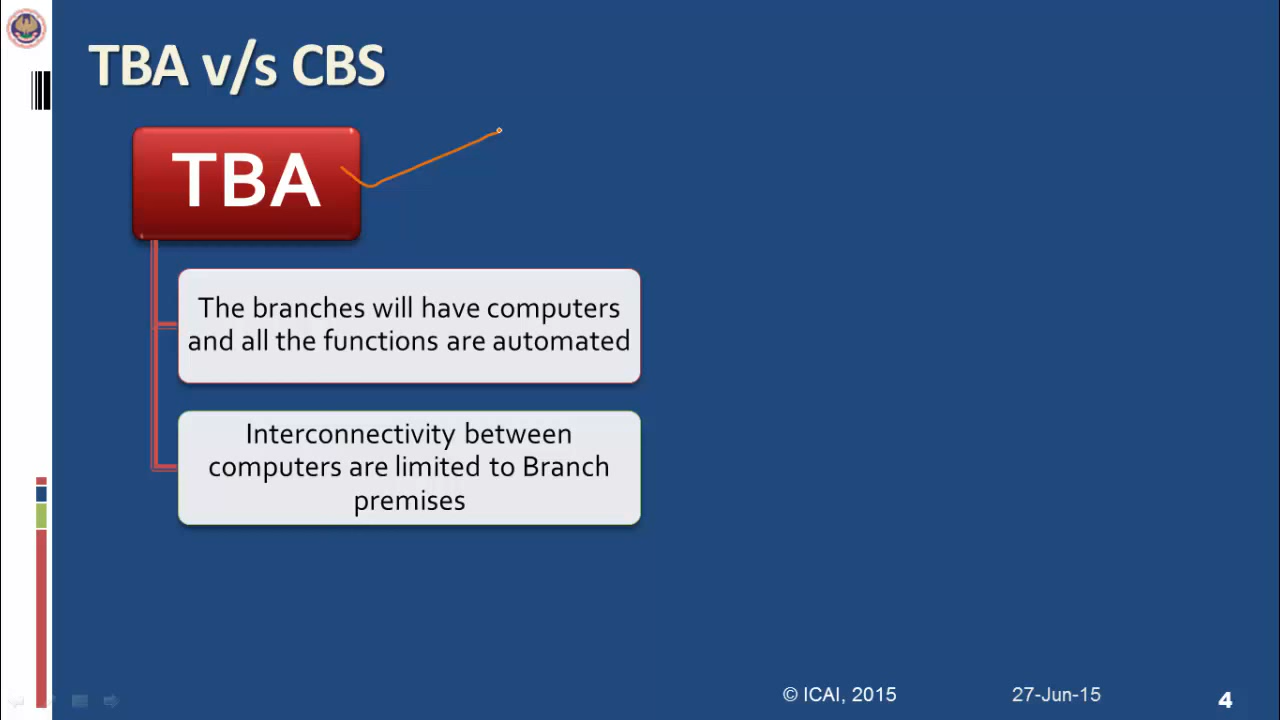 TBA v/s CBS
TBA
The branches will have computers
and all the functions are automated
Interconnectivity between
computers are limited to Branch
premises
© ICAI, 2015
27-Jun-15
4